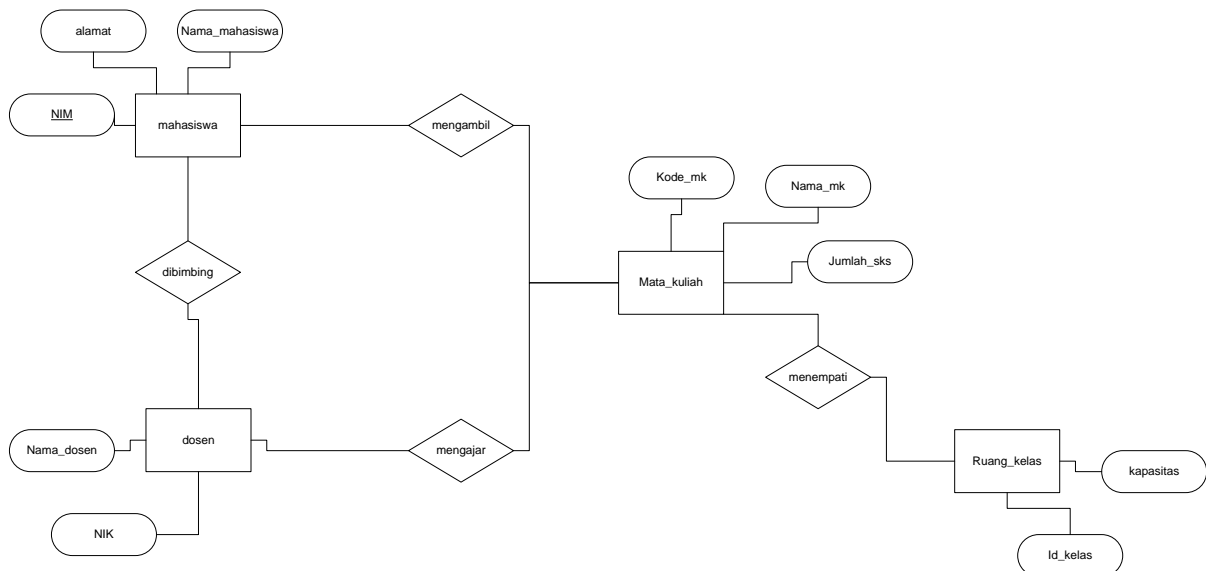 alamat
Nama_mahasiswa
NIM
mahasiswa
mengambil
Kode_mk
Nama_mk
dibimbing
Mata_kuliah
Jumlah_sks
menempati
Nama_dosen
dosen
mengajar
Ruang_kelas
kapasitas
NIK
Id_kelas